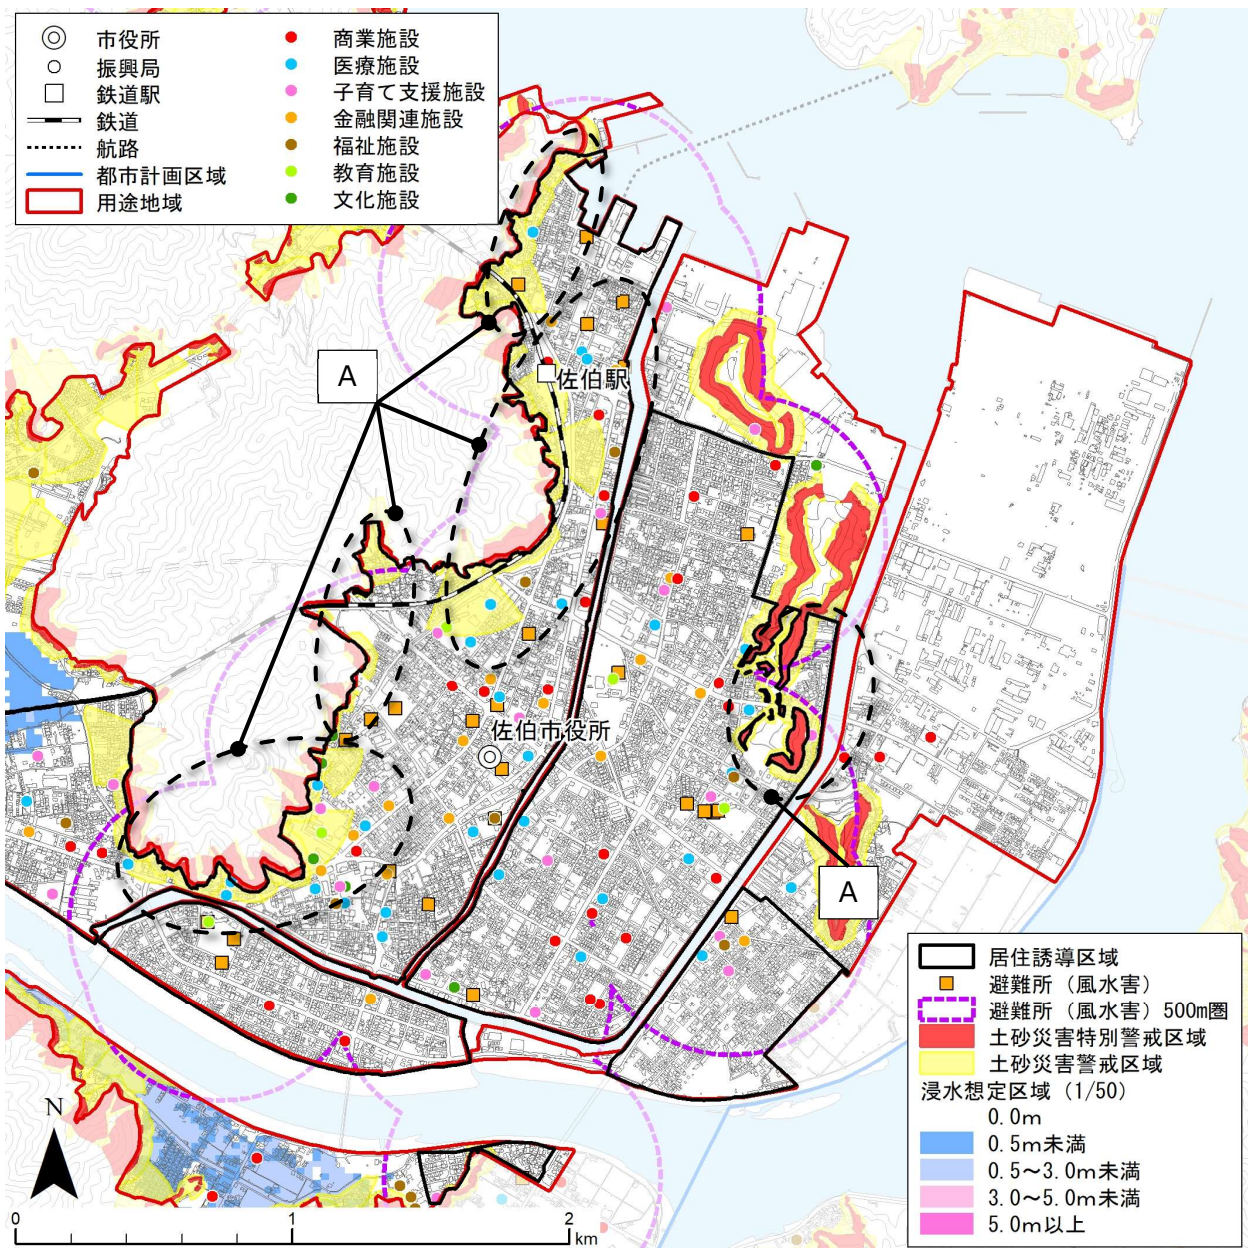 市役所
振興局
鉄道駅
鉄道
航路
都市計画区域
用途地域
商業施設
医療施設
子育て支援施設
金融関連施設
福祉施設
教育施設
文化施設
A
佐伯駅
佐伯市役所
A
居住誘導区域
避難所（風水害）
避難所（風水害）500m圏
土砂災害特別警戒区域
土砂災害警戒区域
浸水想定区域（1/50）
0.0m
0.5m未満
0.5～3.0m未満
3.0～5.0m未満
5.0m以上
N
0 1 2
km